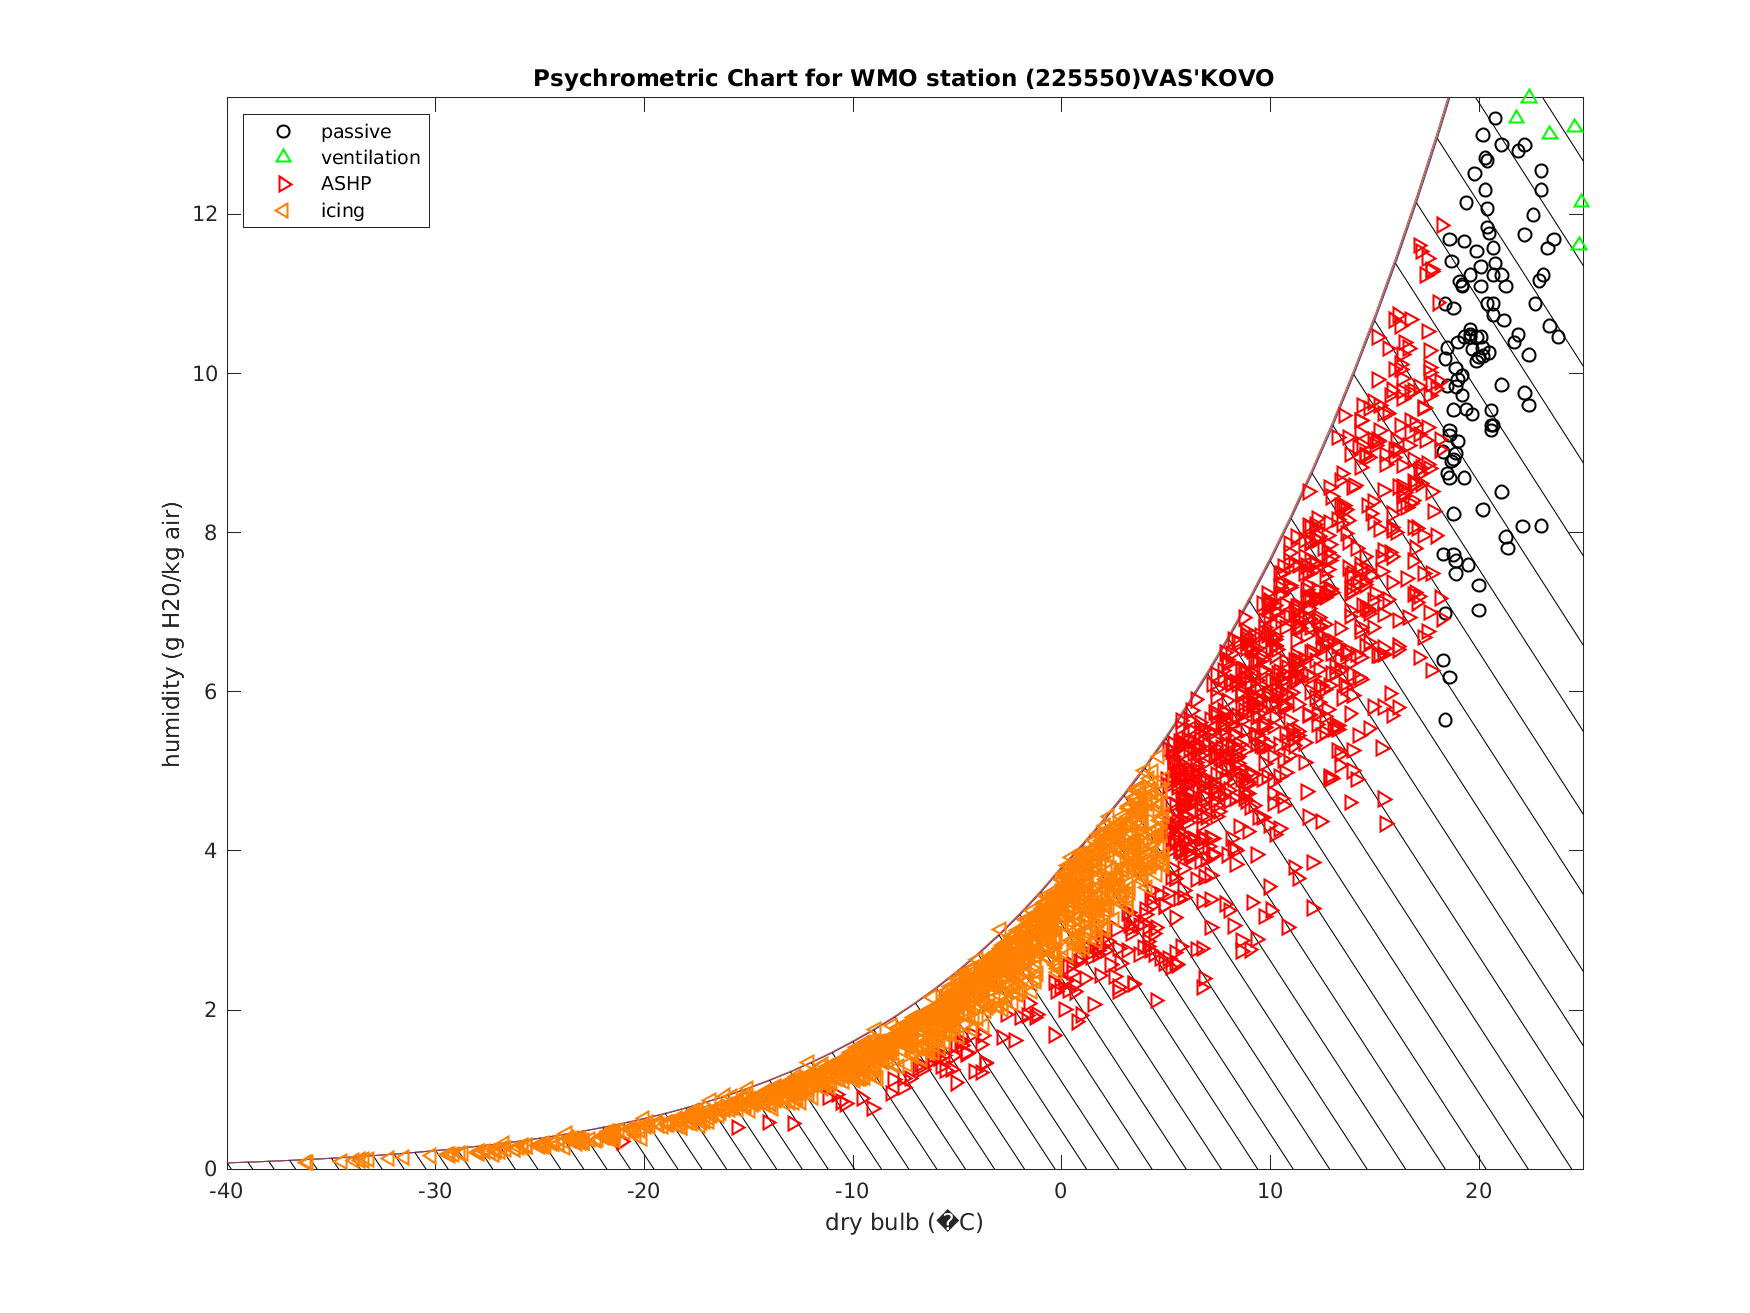 Psychrometric Chart for WMO station (225550)VAS'KOVO
passive
ventilation
ASHP
icing
humidity (g H20/kg air)
12
10
8
6
4
2
0
-40 -30 -20 -10 0 10 20
dry bulb (�C)